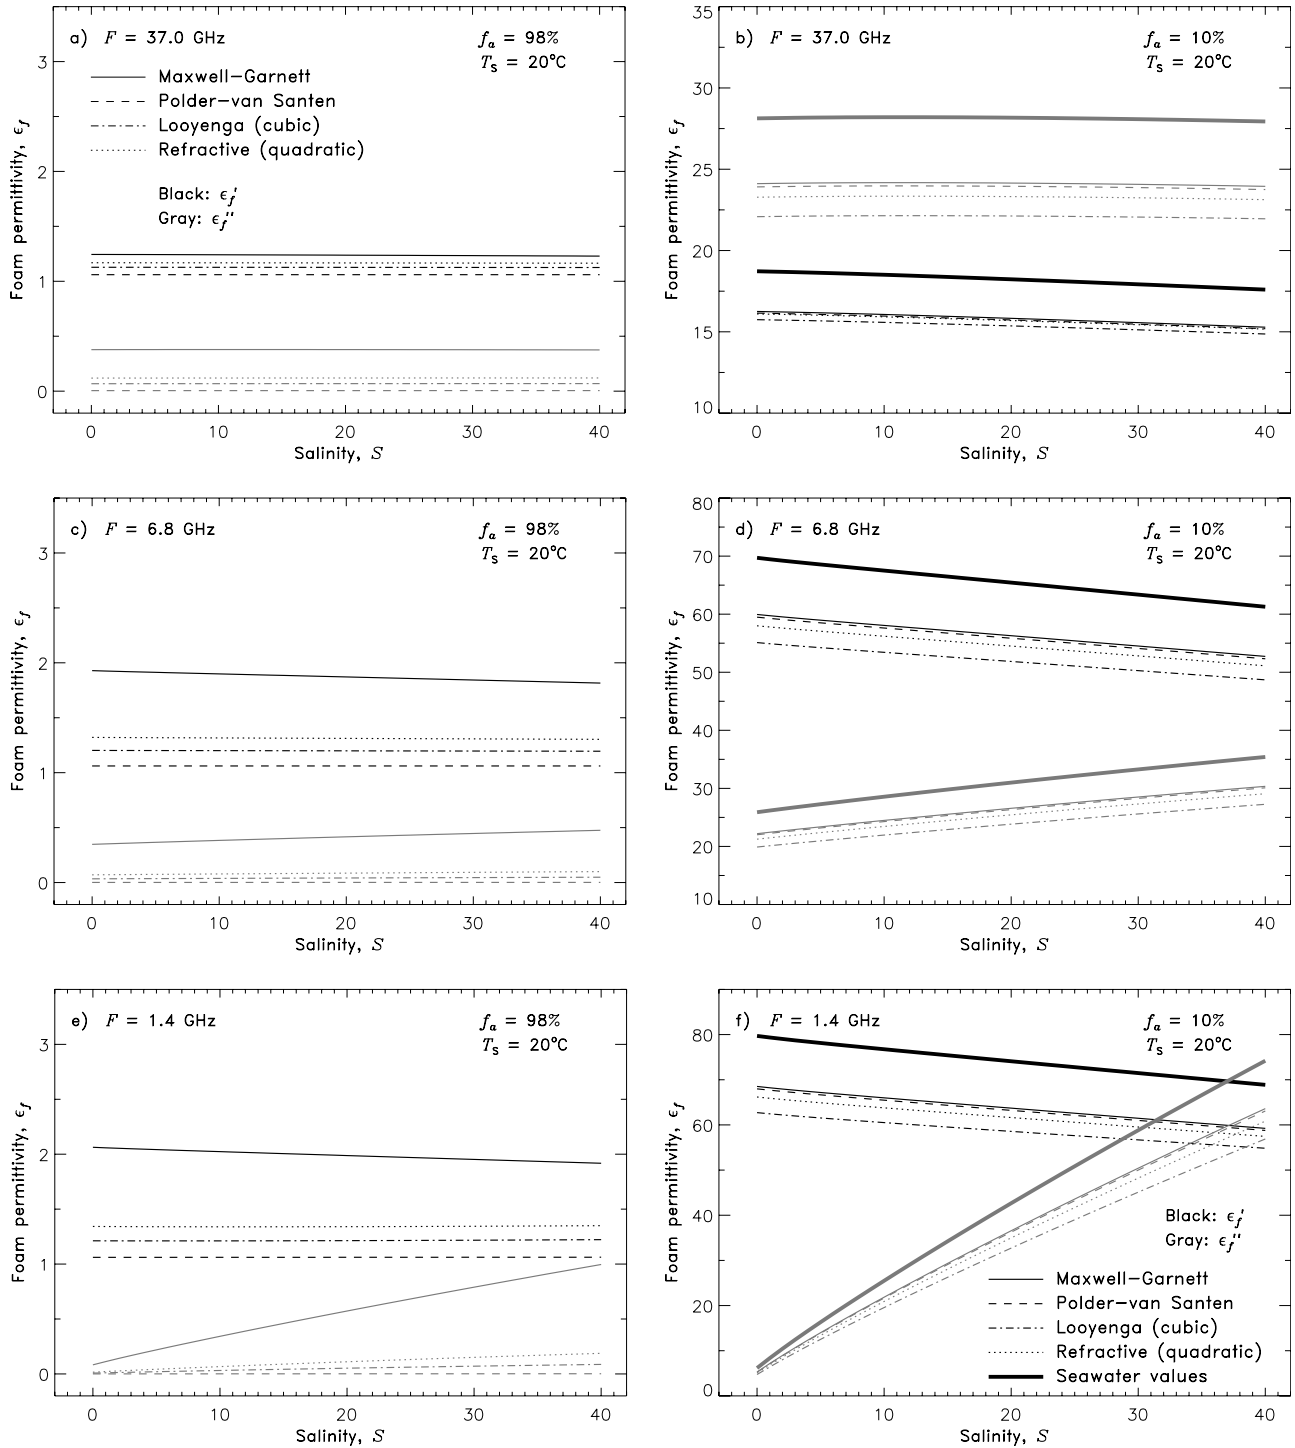 a) F = 37.0 GHz
f_a = 98%
T_S = 20°C
Maxwell−Garnett
Polder−van Santen
Looyenga (cubic)
Refractive (quadratic)
Black: ϵ_f'
Gray: ϵ_f''
3
2
1
0
Foam permittivity, ϵ_f
0 10 20 30 40
Salinity, S
b) F = 37.0 GHz
f_a = 10%
T_S = 20°C
35
30
25
20
15
10
Foam permittivity, ϵ_f
0 10 20 30 40
Salinity, S
c) F = 6.8 GHz
f_a = 98%
T_S = 20°C
3
2
1
0
Foam permittivity, ϵ_f
0 10 20 30 40
Salinity, S
d) F = 6.8 GHz
f_a = 10%
T_S = 20°C
80
70
60
50
40
30
20
10
Foam permittivity, ϵ_f
0 10 20 30 40
Salinity, S
e) F = 1.4 GHz
f_a = 98%
T_S = 20°C
3
2
1
0
Foam permittivity, ϵ_f
0 10 20 30 40
Salinity, S
f) F = 1.4 GHz
f_a = 10%
T_S = 20°C
80
60
40
20
0
Foam permittivity, ϵ_f
Black: ϵ_f'
Gray: ϵ_f''
Maxwell−Garnett
Polder−van Santen
Looyenga (cubic)
Refractive (quadratic)
Seawater values
0 10 20 30 40
Salinity, S